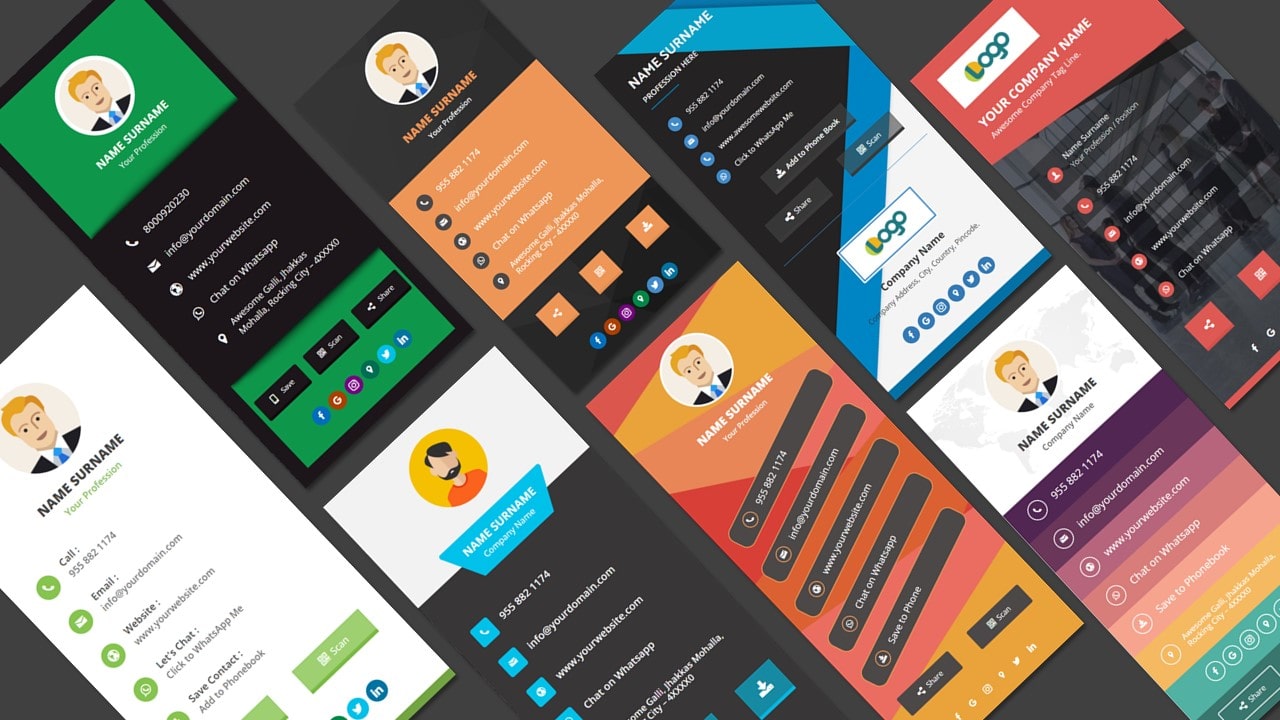 NAME SURNAME
Your Profession
8000920230
info@yourdomain.com
www.yourwebsite.com
Chat on Whatsapp
Awesome Galli, Jhakkas
Mohalla, Rocking City - 4XXXX0
Save
Scan
Share
NAME SURNAME
Your Profession
955 882 1174
info@yourdomain.com
www.yourwebsite.com
Chat on Whatsapp
Awesome Galli, Jhakkas Mohalla,
Rocking City - 4XXXX0
NAME SURNAME
PROFESSION HERE
955 882 1174
info@yourdomain.com
www.awesomewebsite.com
Click to WhatsApp Me
Add to Phone Book
Scan
Share
Logo
Company Name
Company Address, City, Country, Pincode.
Logo
YOUR COMPANY NAME
Awesome Company Tag Line.
Name Surname
Your Profession / Position
955 882 1174
info@yourdomain.com
www.yourwebsite.com
Chat on Whatsapp
NAME SURNAME
Your Profession
Call :
955 882 1174
Email :
info@yourdomain.com
Website :
www.yourwebsite.com
Let's Chat :
Click to WhatsApp Me
Save Contact :
Add to Phonebook
Scan
NAME SURNAME
Company Name
955 882 1174
info@yourdomain.com
www.yourwebsite.com
Chat on Whatsapp
Galli, Jhakkas Mohalla,
City - 4XXXX0
NAME SURNAME
Your Profession
955 882 1174
info@yourdomain.com
www.yourwebsite.com
Chat on Whatsapp
Save to Phone
Scan
Share
NAME SURNAME
Company Name
955 882 1174
info@yourdomain.com
www.yourwebsite.com
Chat on Whatsapp
Save to Phonebook
Awesome Galli, Jhakkas Mohalla,
Rocking City - 4XXXX0
Share